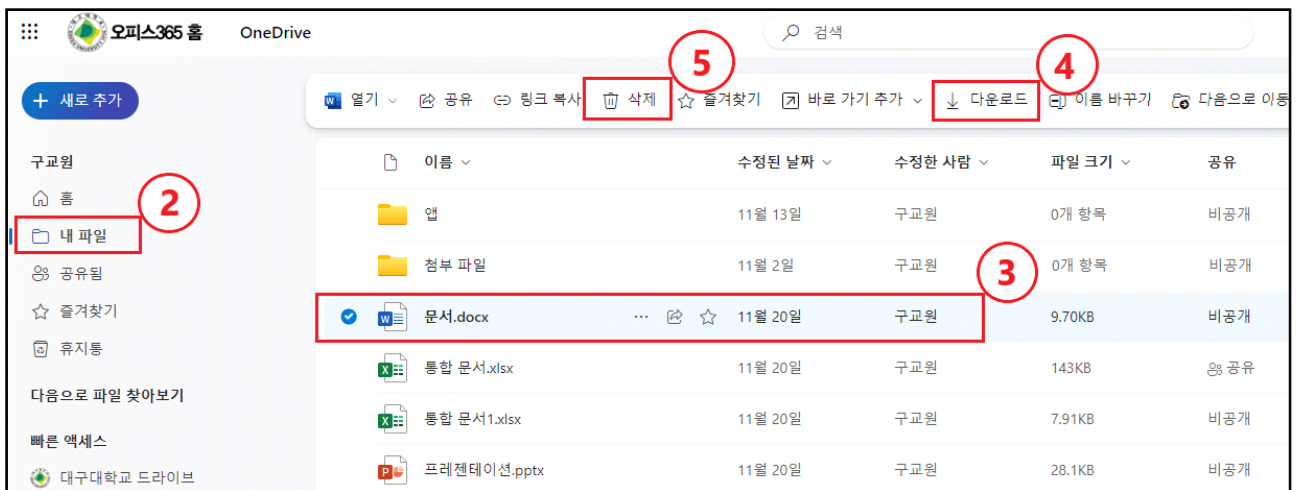 오피스365 홈 OneDrive 검색
5 4
새로 추가 열기 공유 링크 복사 삭제 즐겨찾기 바로 가기 추가 다운로드 이름 바꾸기 다음으로 이동
구교원 이름 수정된 날짜 수정한 사람 파일 크기 공유
홈 2
앱 11월 13일 구교원 0개 항목 비공개
내 파일
첨부 파일 11월 2일 구교원 3 0개 항목 비공개
공유됨
즐겨찾기 문서.docx ··· 11월 20일 구교원 9.70KB 비공개
휴지통
통합 문서.xlsx 11월 20일 구교원 143KB 공유
다음으로 파일 찾아보기
통합 문서1.xlsx 11월 20일 구교원 7.91KB 비공개
빠른 액세스
대구대학교 드라이브 프레젠테이션.pptx 11월 20일 구교원 28.1KB 비공개